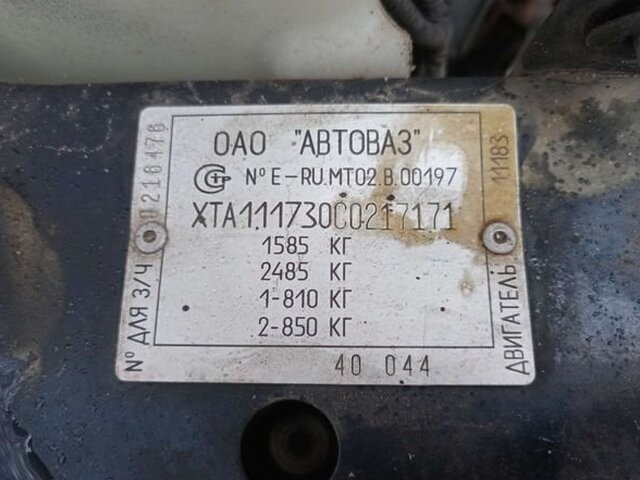 ОАО "АВТОВАЗ"
№ E-RU.MT02.B.00197
XTA111730C0217171
1585 КГ
2485 КГ
1-810 КГ
2-850 КГ
40 044
№ ДЛЯ З/Ч 0218476
ДВИГАТЕЛЬ 11183